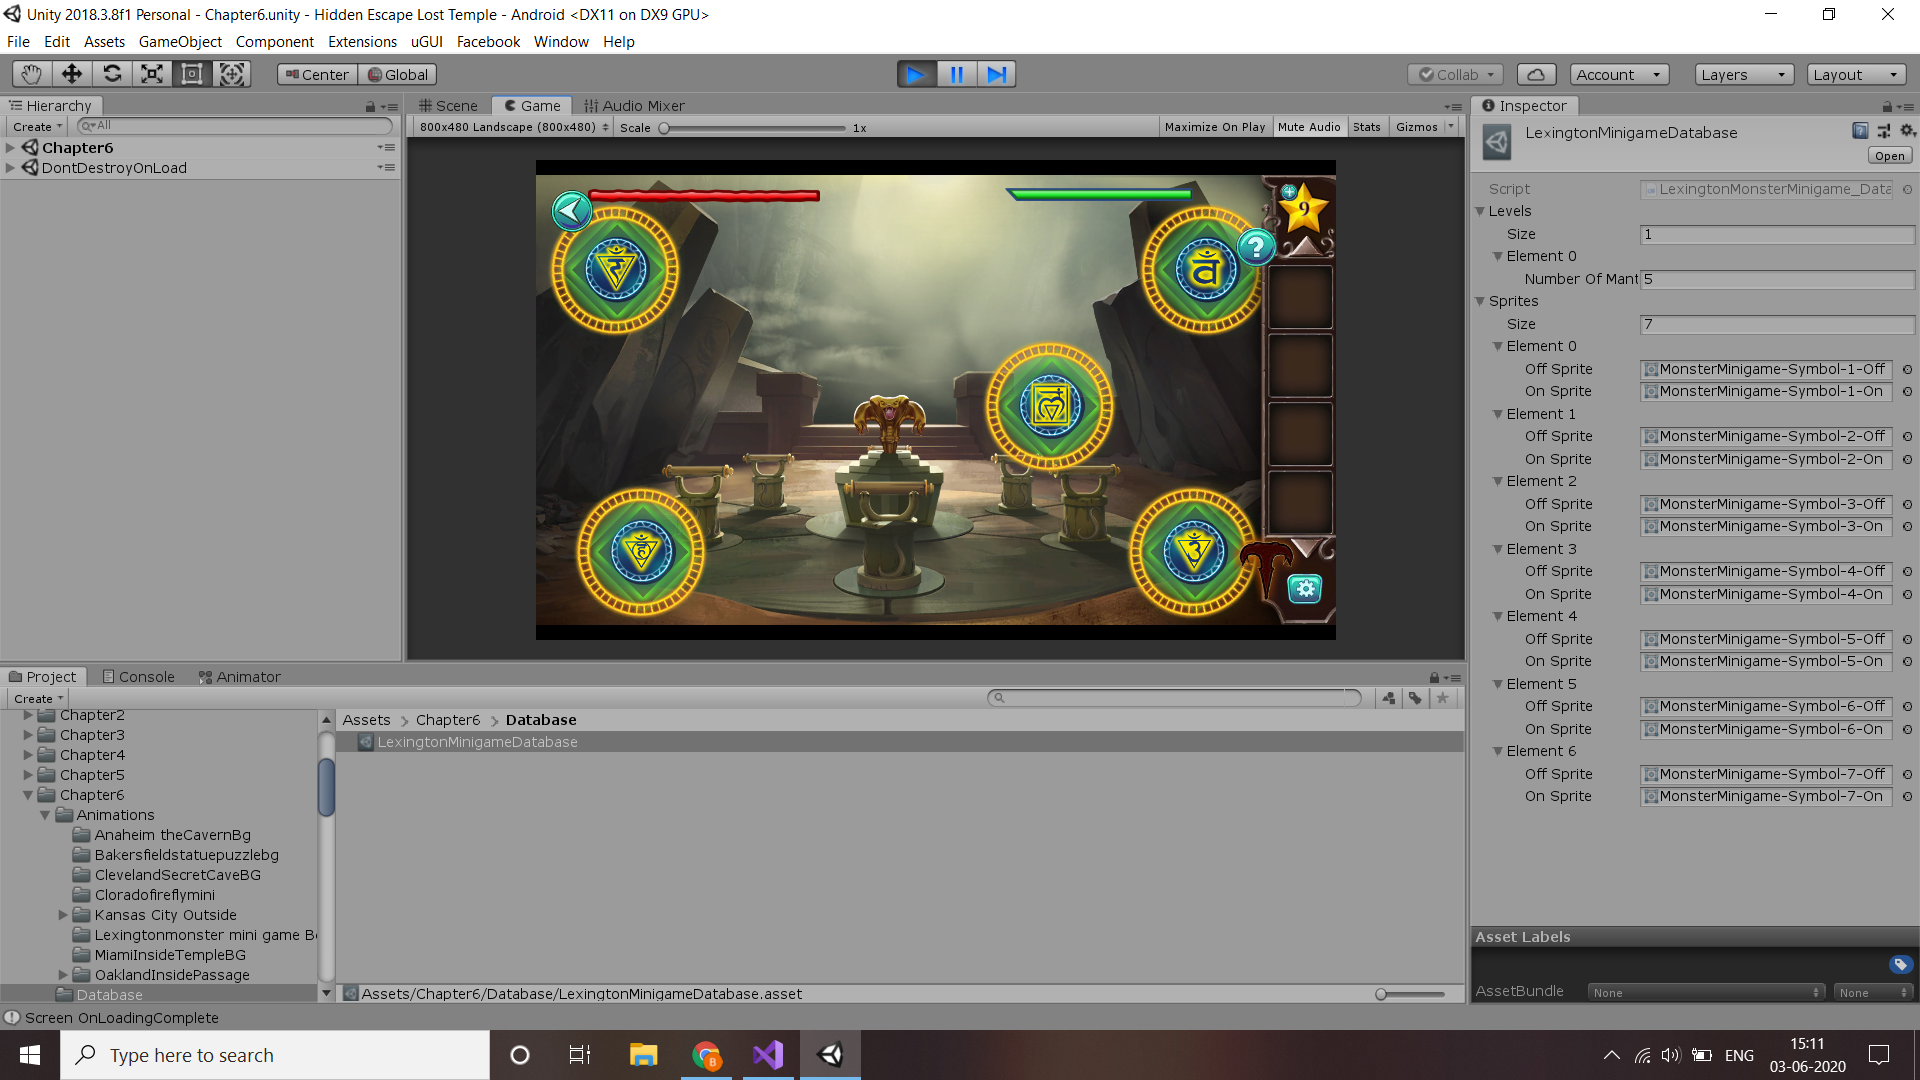 Unity 2018.3.8f1 Personal - Chapter6.unity - Hidden Escape Lost Temple - Android <DX11 on DX9 GPU>
File Edit Assets GameObject Component Extensions uGUI Facebook Window Help
Center Global Collab Account Layers Layout
Hierarchy
Create All
Chapter6
DontDestroyOnLoad
Scene Game Audio Mixer
800x480 Landscape (800x480) Scale 1x Maximize On Play Mute Audio Stats Gizmos
9
?
रं
वं
लं
हं
Inspector
LexingtonMinigameDatabase
Open
Script LexingtonMonsterMinigame_Data
Levels
Size 1
Element 0
Number Of Mant 5
Sprites
Size 7
Element 0
Off Sprite MonsterMinigame-Symbol-1-Off
On Sprite MonsterMinigame-Symbol-1-On
Element 1
Off Sprite MonsterMinigame-Symbol-2-Off
On Sprite MonsterMinigame-Symbol-2-On
Element 2
Off Sprite MonsterMinigame-Symbol-3-Off
On Sprite MonsterMinigame-Symbol-3-On
Element 3
Off Sprite MonsterMinigame-Symbol-4-Off
On Sprite MonsterMinigame-Symbol-4-On
Element 4
Off Sprite MonsterMinigame-Symbol-5-Off
On Sprite MonsterMinigame-Symbol-5-On
Element 5
Off Sprite MonsterMinigame-Symbol-6-Off
On Sprite MonsterMinigame-Symbol-6-On
Element 6
Off Sprite MonsterMinigame-Symbol-7-Off
On Sprite MonsterMinigame-Symbol-7-On
Asset Labels
AssetBundle None None
Project Console Animator
Create
Chapter2
Chapter3
Chapter4
Chapter5
Chapter6
Animations
Anaheim theCavernBg
Bakersfieldstatuepuzzlebg
ClevelandSecretCaveBG
Cloradofireflymini
Kansas City Outside
Lexingtonmonster mini game B
MiamiInsideTempleBG
OaklandInsidePassage
Database
Assets > Chapter6 > Database
LexingtonMinigameDatabase
Assets/Chapter6/Database/LexingtonMinigameDatabase.asset
Screen OnLoadingComplete
Type here to search
B
ENG
15:11
03-06-2020